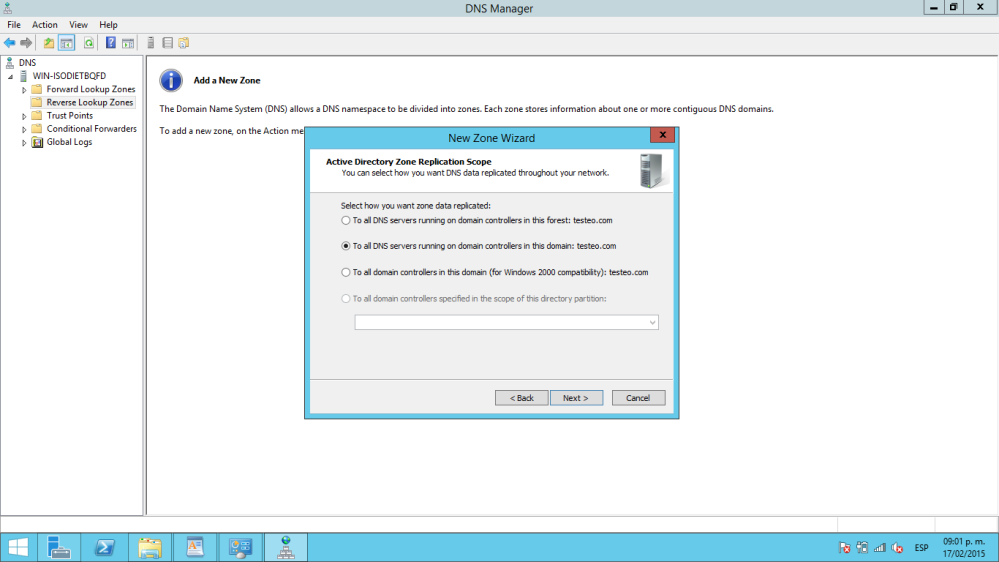 DNS Manager
File Action View Help
DNS
WIN-ISODIETBQFD
Forward Lookup Zones
Reverse Lookup Zones
Trust Points
Conditional Forwarders
Global Logs
Add a New Zone
The Domain Name System (DNS) allows a DNS namespace to be divided into zones. Each zone stores information about one or more contiguous DNS domains.
To add a new zone, on the Action me
New Zone Wizard
Active Directory Zone Replication Scope
You can select how you want DNS data replicated throughout your network.
Select how you want zone data replicated:
To all DNS servers running on domain controllers in this forest: testeo.com
To all DNS servers running on domain controllers in this domain: testeo.com
To all domain controllers in this domain (for Windows 2000 compatibility): testeo.com
To all domain controllers specified in the scope of this directory partition:
< Back Next > Cancel
ESP
09:01 p. m.
17/02/2015